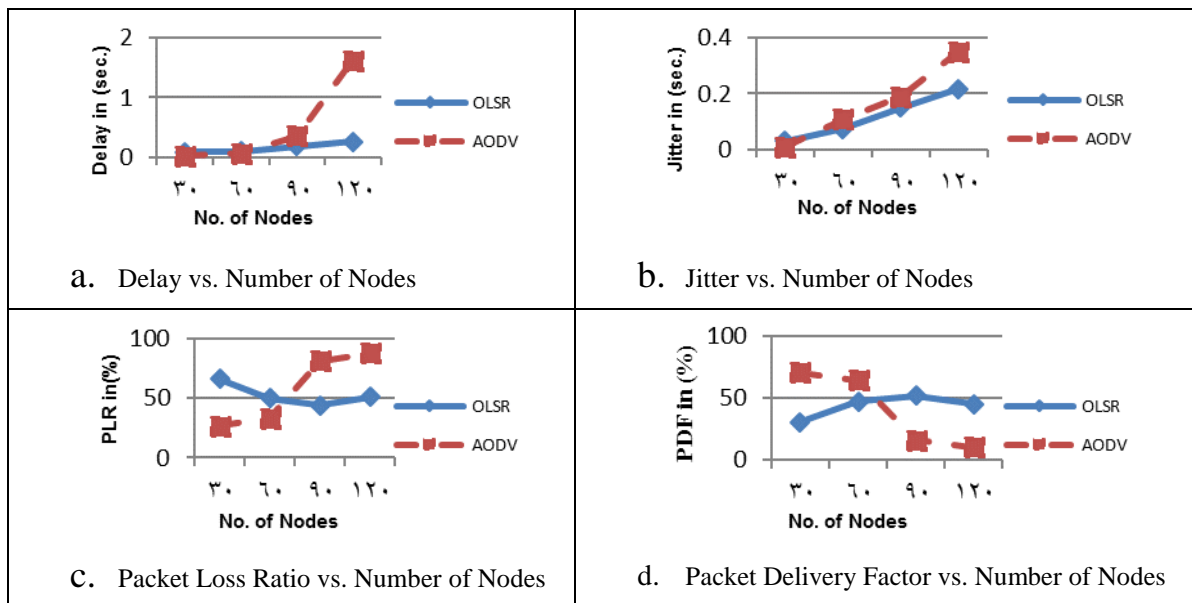 2
1
0
Delay in (sec.)
٣٠ ٦٠ ٩٠ ١٢٠
No. of Nodes
OLSR
AODV
a. Delay vs. Number of Nodes
0.4
0.2
0
Jitter in (sec.)
٣٠ ٦٠ ٩٠ ١٢٠
No. of Nodes
OLSR
AODV
b. Jitter vs. Number of Nodes
100
50
0
PLR in(%)
٣٠ ٦٠ ٩٠ ١٢٠
No. of Nodes
OLSR
AODV
c. Packet Loss Ratio vs. Number of Nodes
100
50
0
PDF in (%)
٣٠ ٦٠ ٩٠ ١٢٠
No. of Nodes
OLSR
AODV
d. Packet Delivery Factor vs. Number of Nodes